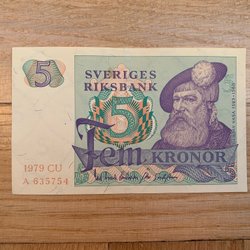 5
SVERIGES
RIKSBANK
5
Fem KRONOR
1979 CU
A 635754